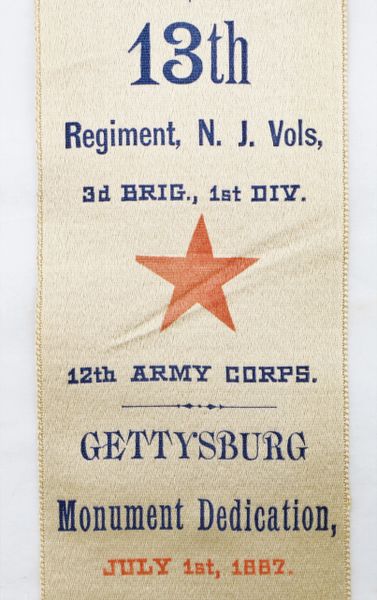 13th
Regiment, N. J. Vols,
3d BRIG., 1st DIV.
12th ARMY CORPS.
GETTYSBURG
Monument Dedication,
JULY 1st, 1887.